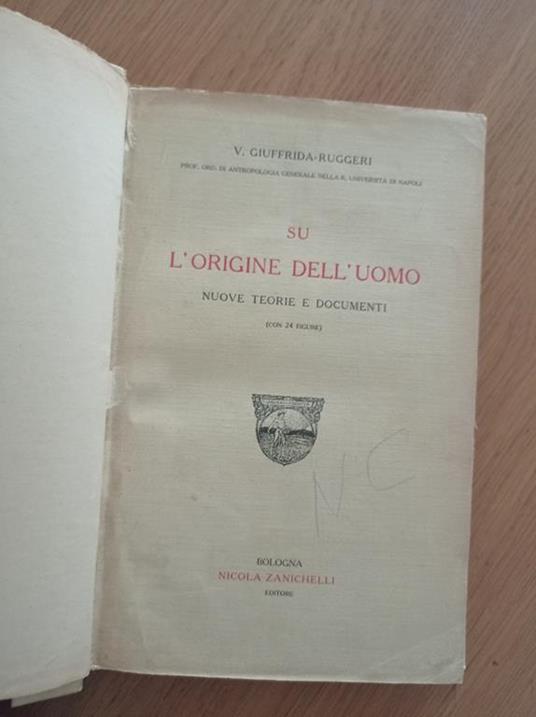 V. GIUFFRIDA-RUGGERI
PROF. ORD. DI ANTROPOLOGIA GENERALE NELLA R. UNIVERSITÀ DI NAPOLI
SU
L'ORIGINE DELL'UOMO
NUOVE TEORIE E DOCUMENTI
(CON 24 FIGURE)
NC
BOLOGNA
NICOLA ZANICHELLI
EDITORE